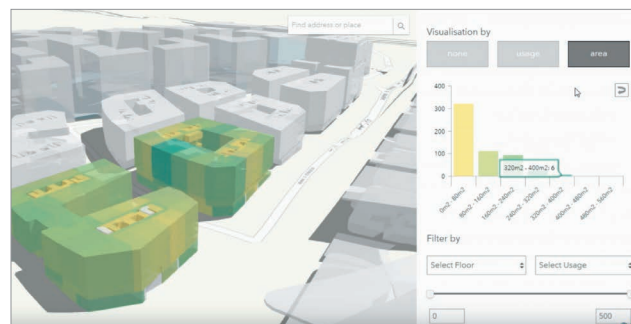 Find address or place
Visualisation by
name
usage
area
400
300
200
100
0
320m2 - 400m2: 6
0m2 - 80m2
80m2 - 160m2
160m2 - 240m2
240m2 - 320m2
320m2 - 400m2
400m2 - 480m2
480m2 - 560m2
Filter by
Select Floor
Select Usage
0
500